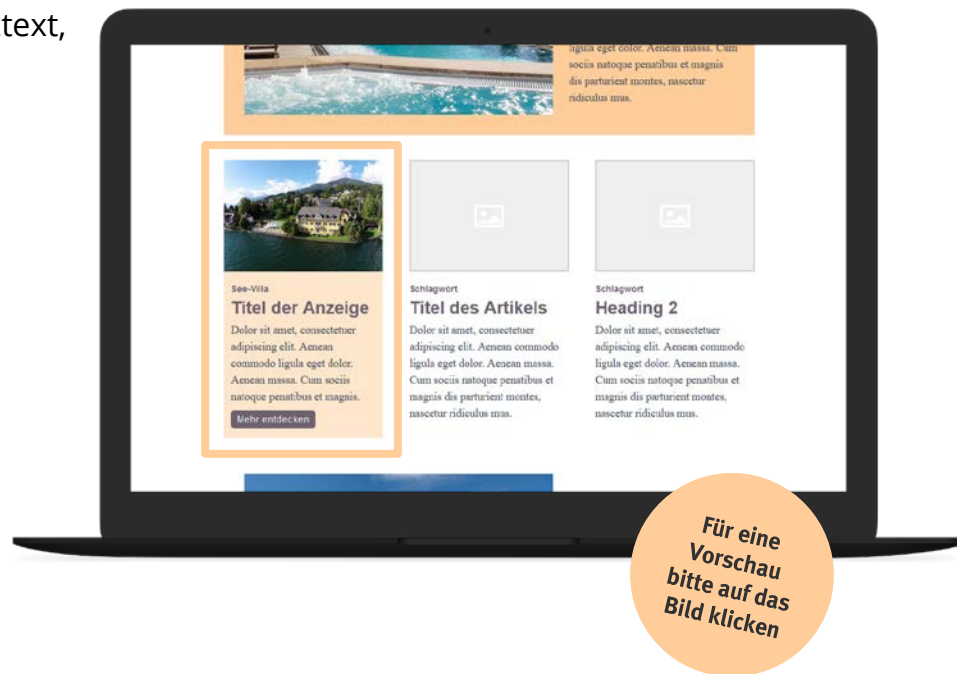 text,
ligula eget dolor. Aenean massa. Cum
sociis natoque penatibus et magnis
dis parturient montes, nascetur
ridiculus mus.
See-Villa
Titel der Anzeige
Dolor sit amet, consectetuer
adipiscing elit. Aenean
commodo ligula eget dolor.
Aenean massa. Cum sociis
natoque penatibus et magnis.
Mehr entdecken
Schlagwort
Titel des Artikels
Dolor sit amet, consectetuer
adipiscing elit. Aenean commodo
ligula eget dolor. Aenean massa.
Cum sociis natoque penatibus et
magnis dis parturient montes,
nascetur ridiculus mus.
Schlagwort
Heading 2
Dolor sit amet, consectetuer
adipiscing elit. Aenean commodo
ligula eget dolor. Aenean massa.
Cum sociis natoque penatibus et
magnis dis parturient montes,
nascetur ridiculus mus.
Für eine
Vorschau
bitte auf das
Bild klicken